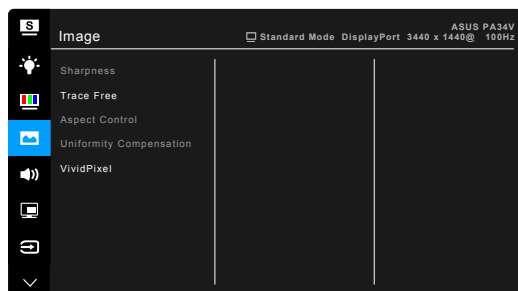 S
Image
ASUS PA34V
Standard Mode DisplayPort 3440 x 1440@ 100Hz
Sharpness
Trace Free
Aspect Control
Uniformity Compensation
VividPixel